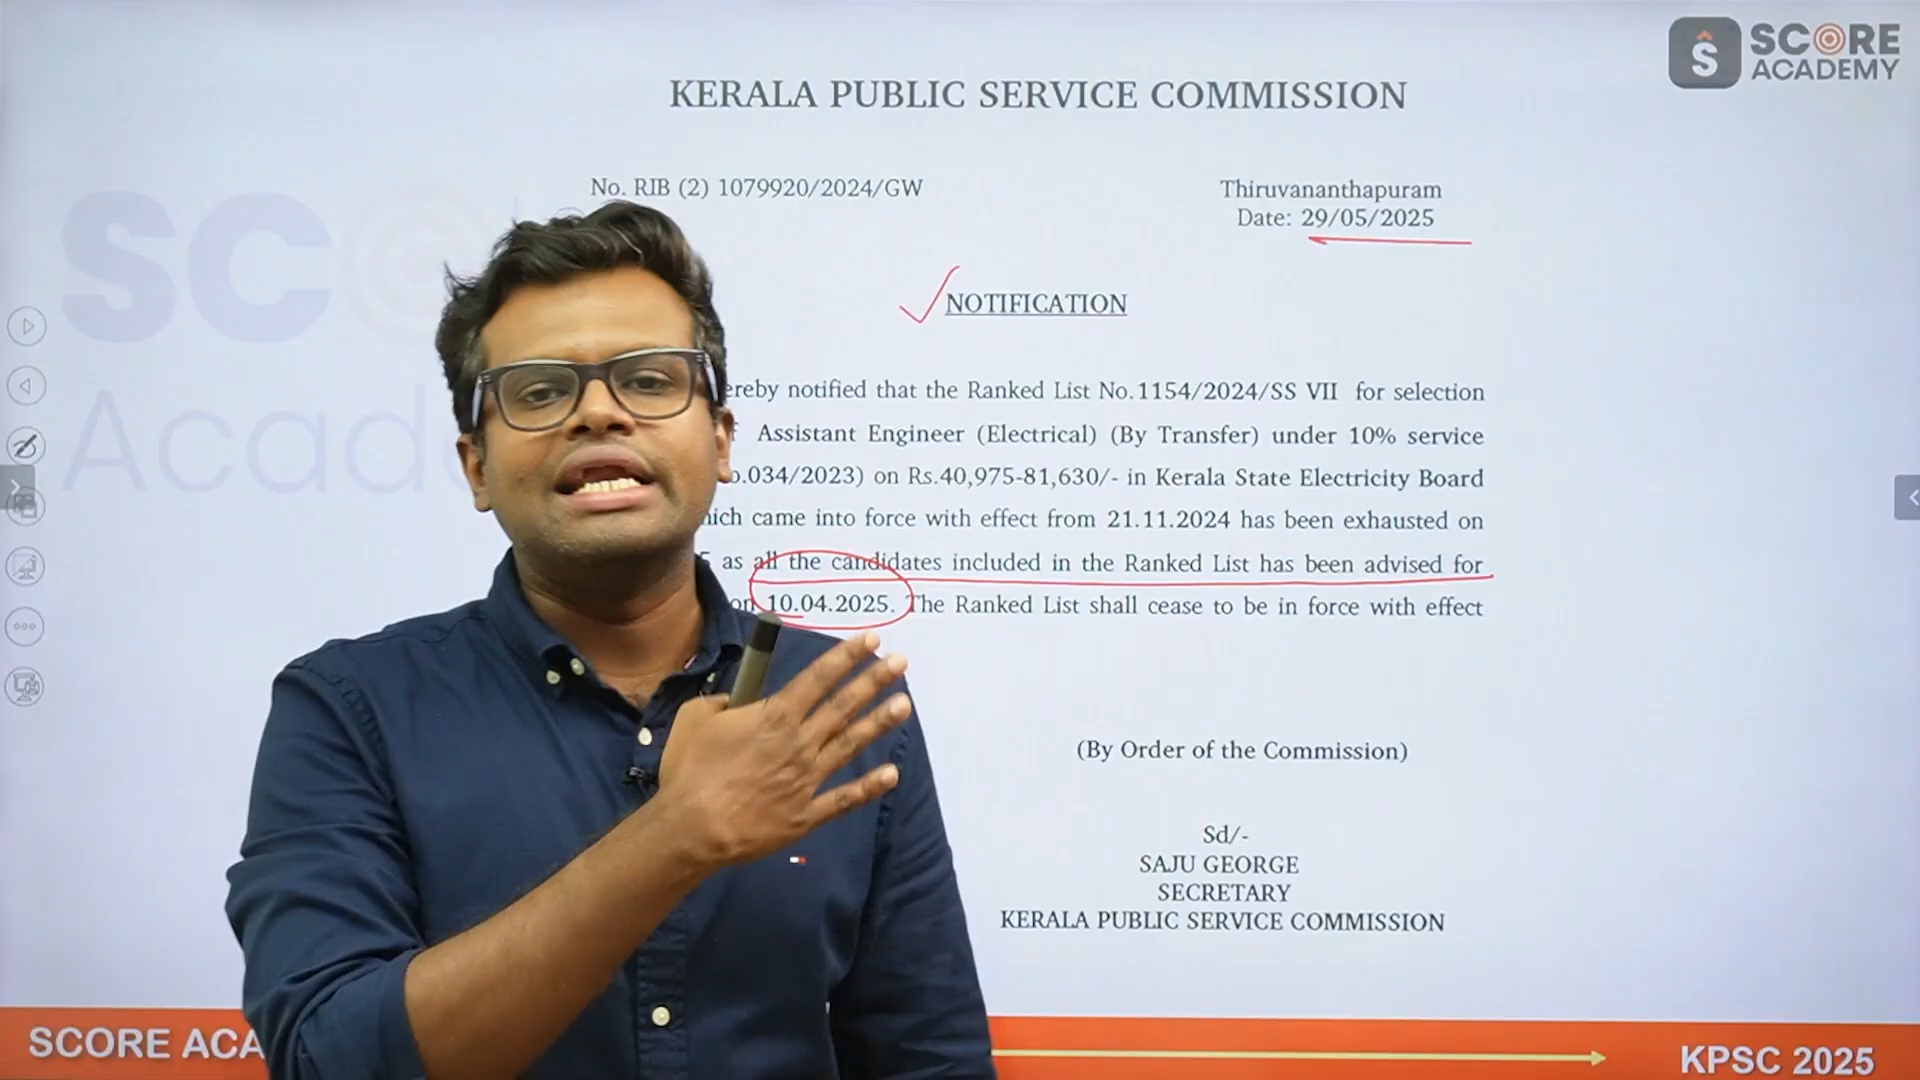 SCORE
ACADEMY
KERALA PUBLIC SERVICE COMMISSION
No. RIB (2) 1079920/2024/GW
Thiruvananthapuram
Date: 29/05/2025
NOTIFICATION
notified that the Ranked List No.1154/2024/SS VII for selection
Assistant Engineer (Electrical) (By Transfer) under 10% service
034/2023) on Rs.40,975-81,630/- in Kerala State Electricity Board
came into force with effect from 21.11.2024 has been exhausted on
as all the candidates included in the Ranked List has been advised for
on 10.04.2025. The Ranked List shall cease to be in force with effect
(By Order of the Commission)
Sd/-
SAJU GEORGE
SECRETARY
KERALA PUBLIC SERVICE COMMISSION
SCORE
KPSC 2025